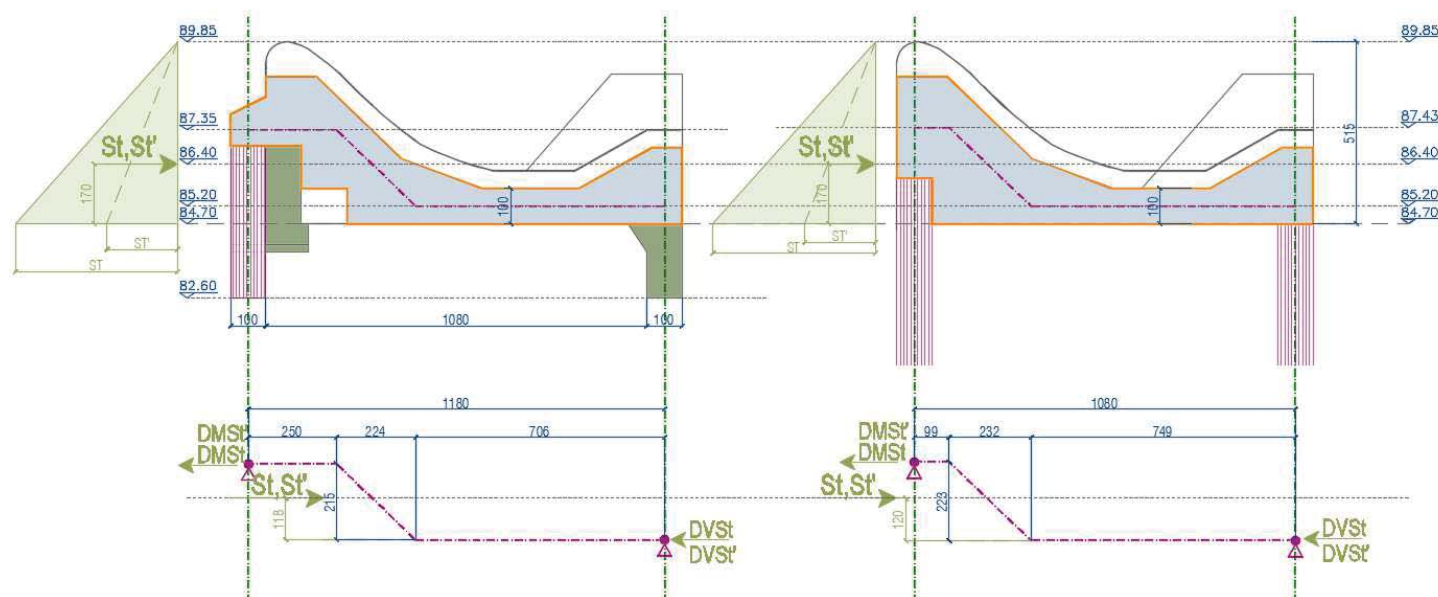 89.85
87.35
St,St'
86.40
170
85.20
84.70
ST'
ST
82.60
100
100
1080
100
89.85
87.43
515
St,St'
86.40
170
85.20
84.70
100
ST'
ST
1180
250
224
706
DMSt'
DMSt
St,St'
215
118
DVSt
DVSt'
1080
99
232
749
DMSt'
DMSt
St,St'
223
120
DVSt
DVSt'